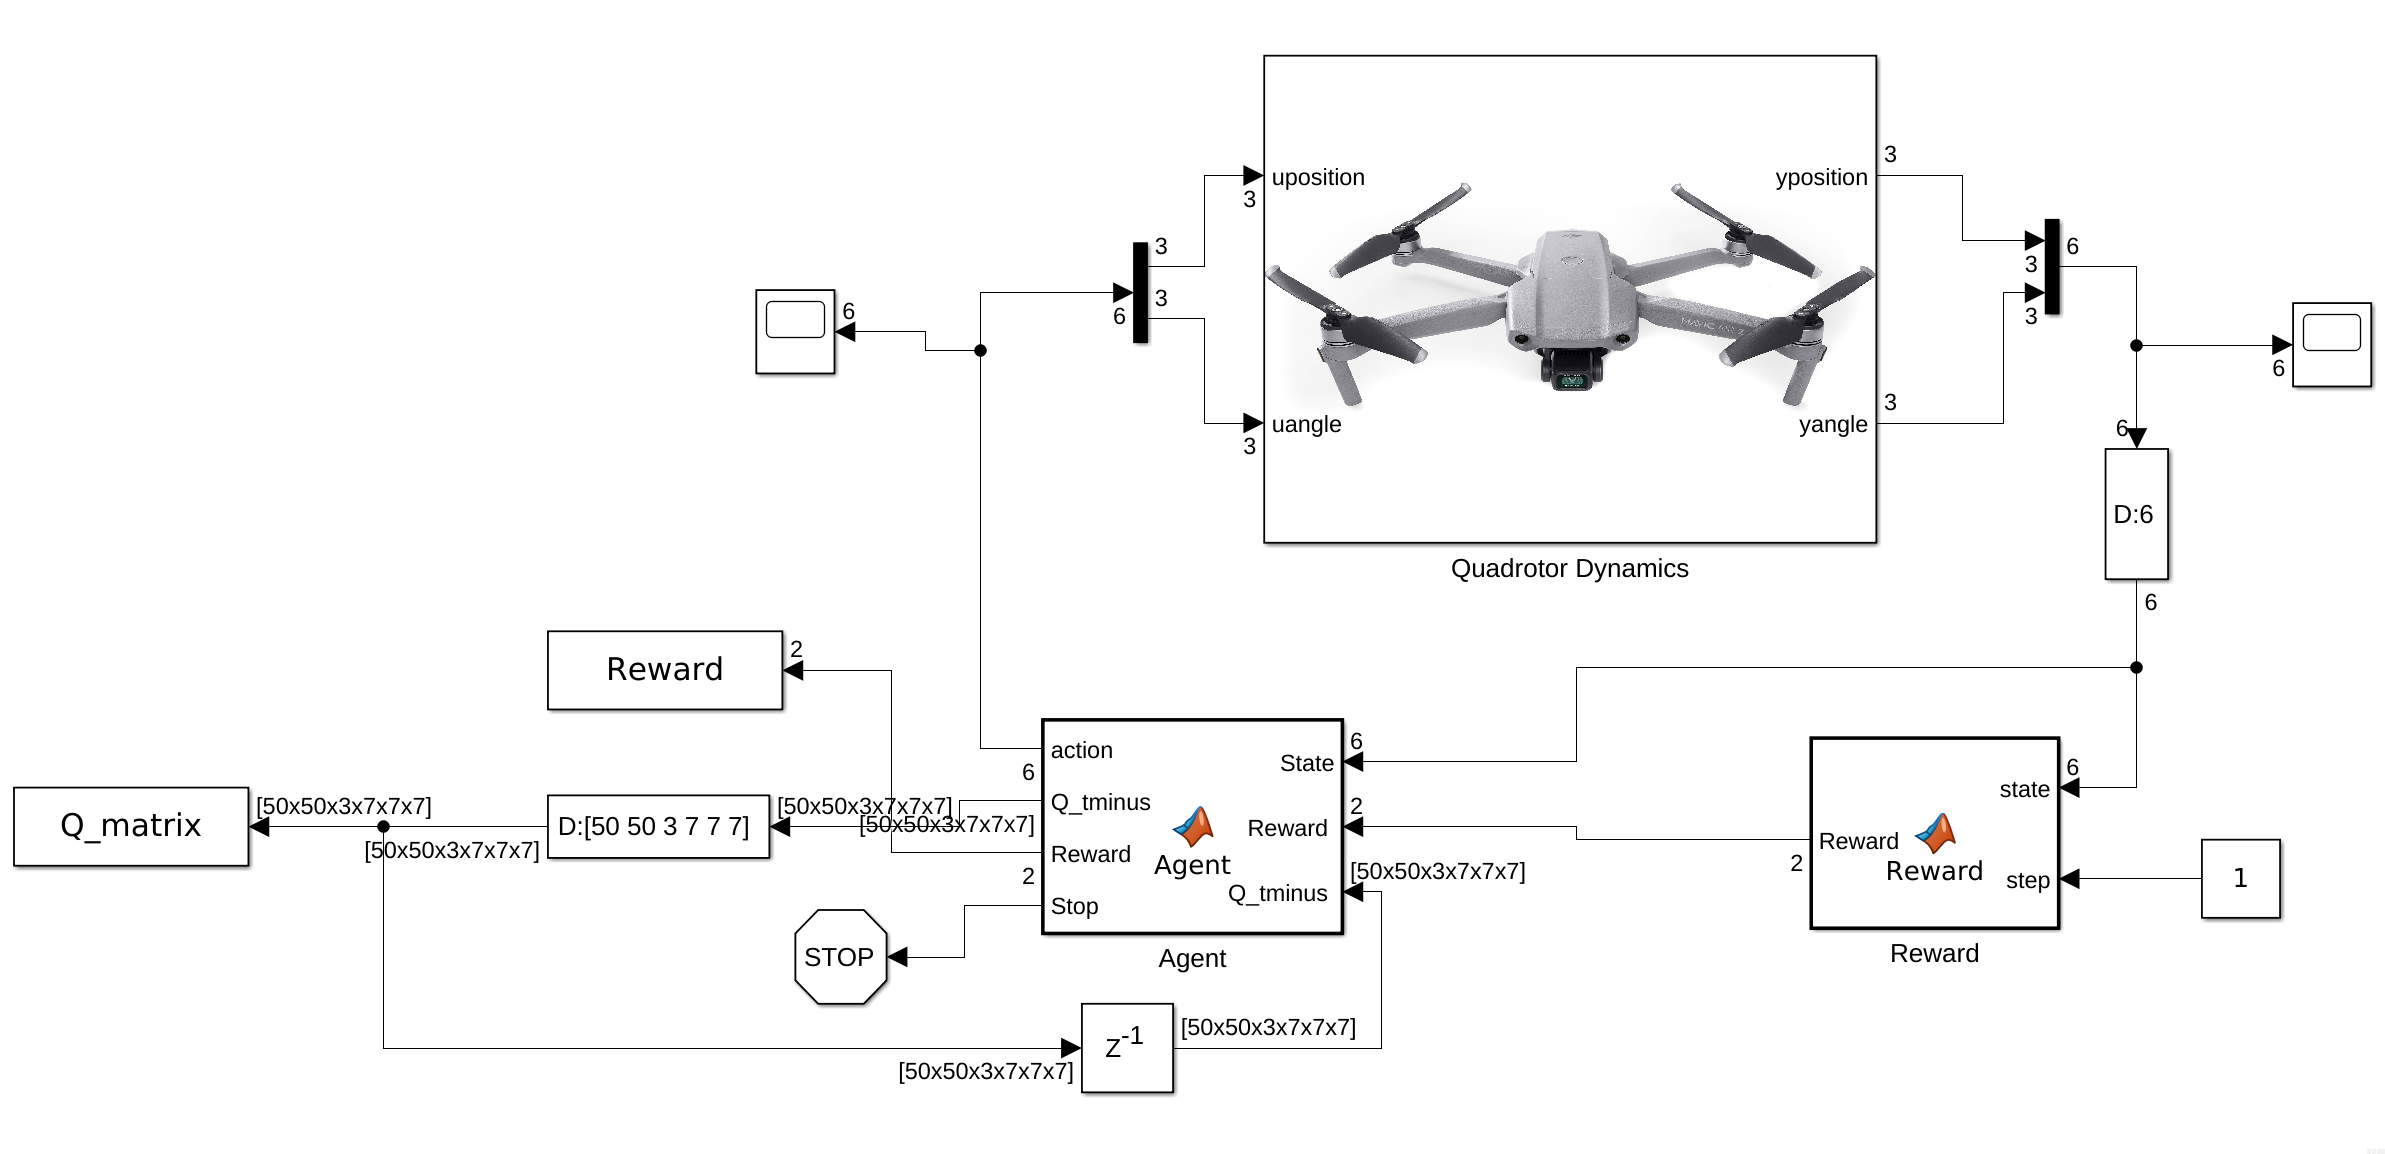 3
uposition
yposition
3
3
3
6
6
3
6
3
3
3
6
6
uangle
yangle
3
3
6
D:6
Quadrotor Dynamics
6
2
Reward
action
6
State
6
6
state
[50x50x3x7x7x7]
[50x50x3x7x7x7]
Q_tminus
2
Q_matrix
D:[50 50 3 7 7 7]
[50x50x3x7x7x7]
Reward
Reward
[50x50x3x7x7x7]
Reward
Agent
[50x50x3x7x7x7]
2
Reward
step
1
2
Q_tminus
Stop
STOP
Agent
Reward
Z-1
[50x50x3x7x7x7]
[50x50x3x7x7x7]